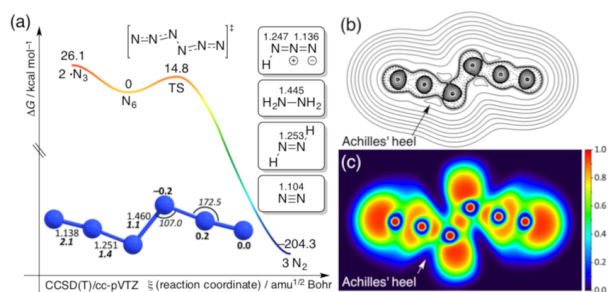 (a)
ΔG / kcal mol⁻¹
26.1
2 ·N₃
0
N₆
14.8
TS
N=N=N
N=N=N
‡
1.247 1.136
N=N=N
H ⊕ ⊖
1.445
H₂N—NH₂
1.253 H
N=N
H
1.104
N≡N
1.138
2.1
1.251
1.4
1.460
1.1
−0.2
107.0
172.5
0.2
0.0
−204.3
3 N₂
CCSD(T)/cc-pVTZ ξ (reaction coordinate) / amu¹ᐟ² Bohr
(b)
Achilles' heel
(c)
Achilles' heel
1.0
0.8
0.6
0.4
0.2
0.0